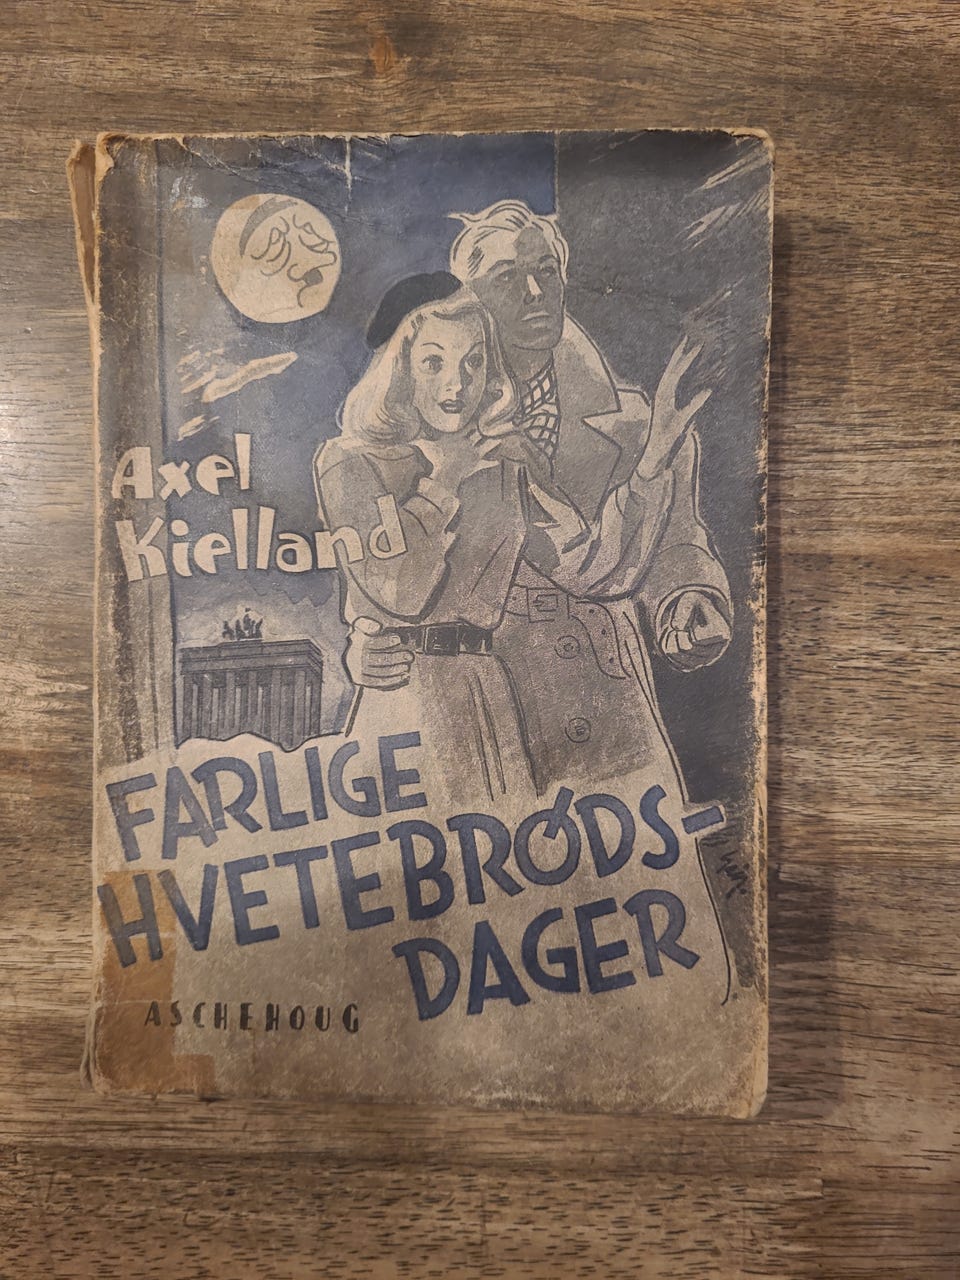 Axel
Kielland
FARLIGE
HVETEBRØDS-
DAGER
ASCHEHOUG